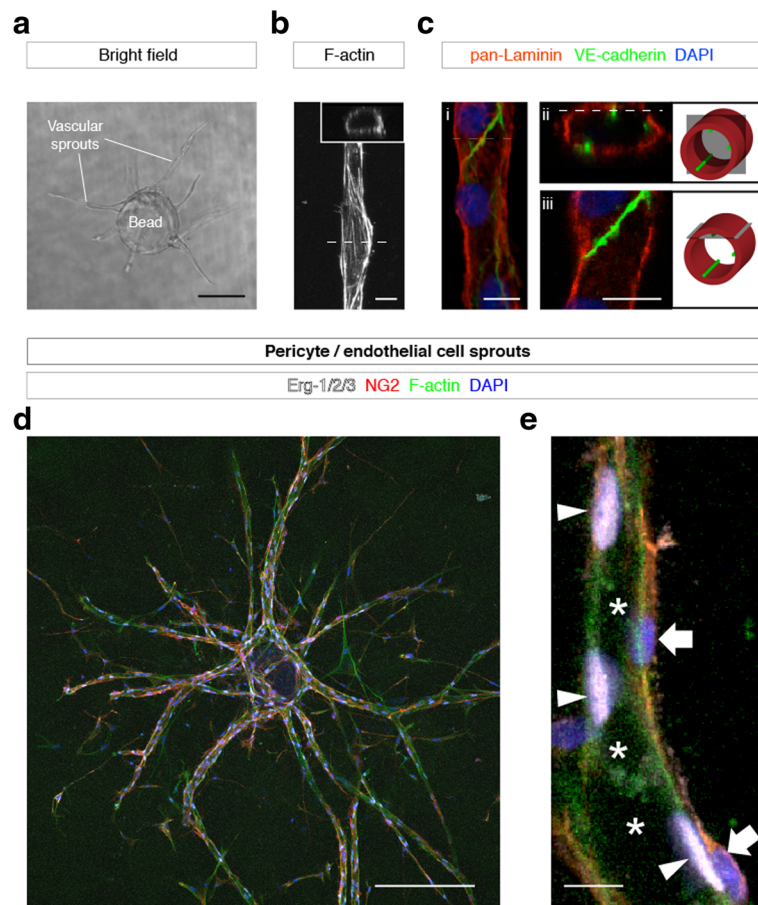 a
Bright field
Vascular
sprouts
Bead
b
F-actin
c
pan-Laminin VE-cadherin DAPI
i
ii
iii
Pericyte / endothelial cell sprouts
Erg-1/2/3 NG2 F-actin DAPI
d
e
*
*
*